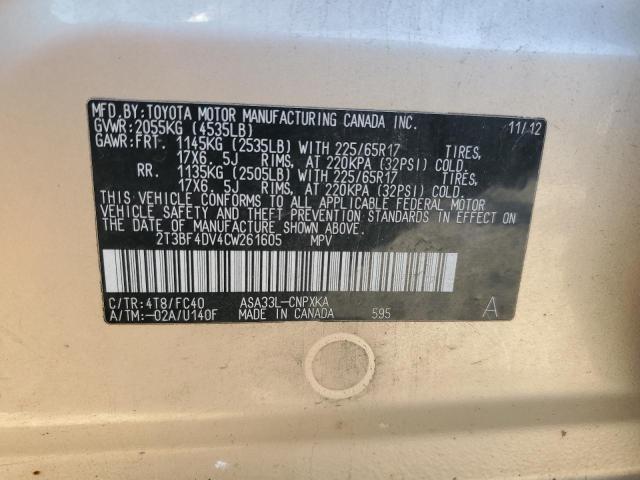 MFD.BY:TOYOTA MOTOR MANUFACTURING CANADA INC. 11/12
GVWR:2055KG (4535LB)
GAWR:FRT. 1145KG (2535LB) WITH 225/65R17 TIRES,
17X6.5J RIMS, AT 220KPA (32PSI) COLD.
RR. 1135KG (2505LB) WITH 225/65R17 TIRES,
17X6.5J RIMS, AT 220KPA (32PSI) COLD.
THIS VEHICLE CONFORMS TO ALL APPLICABLE FEDERAL MOTOR
VEHICLE SAFETY AND THEFT PREVENTION STANDARDS IN EFFECT ON
THE DATE OF MANUFACTURE SHOWN ABOVE.
2T3BF4DV4CW261605 MPV
C/TR:4T8/FC40 ASA33L-CNPXKA A
A/TM:-02A/U140F MADE IN CANADA 595